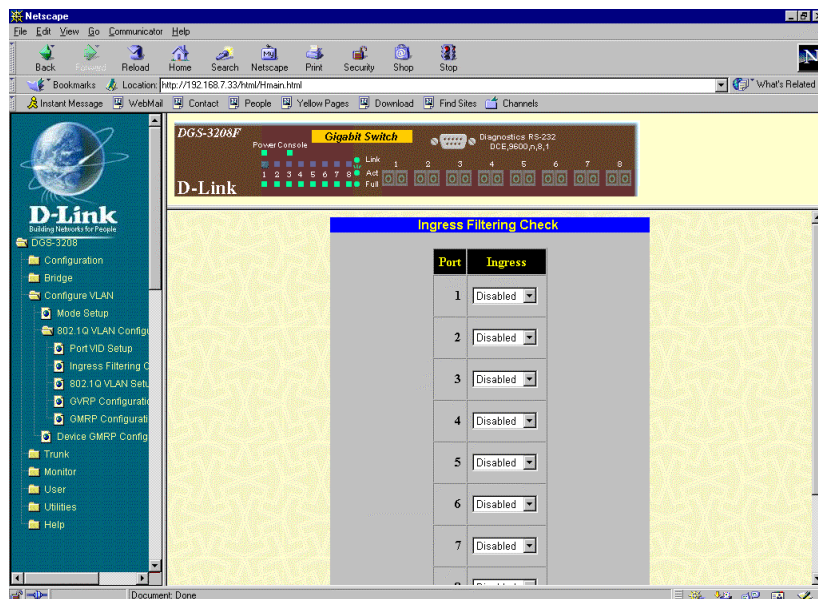 Netscape
File Edit View Go Communicator Help
Back Forward Reload Home Search Netscape Print Security Shop Stop
Bookmarks Location: http://192.168.7.33/html/Hmain.html What's Related
Instant Message WebMail Contact People Yellow Pages Download Find Sites Channels
D-Link
Building Networks for People
DGS-3208
Configuration
Bridge
Configure VLAN
Mode Setup
802.1Q VLAN Configu
Port VID Setup
Ingress Filtering C
802.1Q VLAN Setu
GVRP Configuratio
GMRP Configurati
Device GMRP Config
Trunk
Monitor
User
Utilities
Help
DGS-3208F Gigabit Switch
Power Console
Diagnostics RS-232
DCE,9600,n,8,1
Link
Act
Full
1 2 3 4 5 6 7 8
1 2 3 4 5 6 7 8
D-Link
Ingress Filtering Check
Port Ingress
1 Disabled
2 Disabled
3 Disabled
4 Disabled
5 Disabled
6 Disabled
7 Disabled
Document: Done